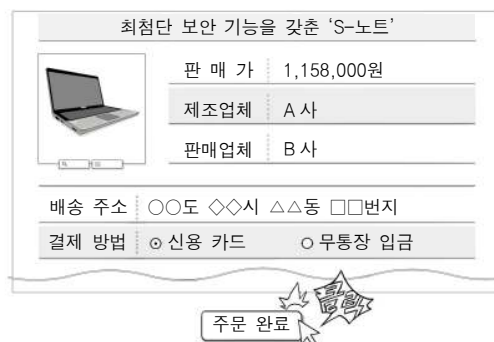 최첨단 보안 기능을 갖춘 ‘S-노트’
판 매 가 1,158,000원
제조업체 A 사
판매업체 B 사
배송 주소 ○○도 ◇◇시 △△동 □□번지
결제 방법 ⊙ 신용 카드 ○ 무통장 입금
클릭
주문 완료